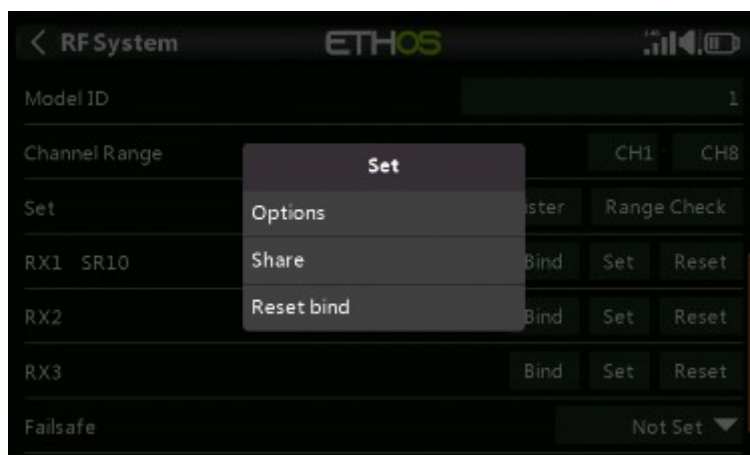 < RF System ETHOS
Model ID 1
Channel Range CH1 CH8
Set
Set ister Range Check
Options
RX1 SR10 Bind Set Reset
Share
RX2 Bind Set Reset
Reset bind
RX3 Bind Set Reset
Failsafe Not Set